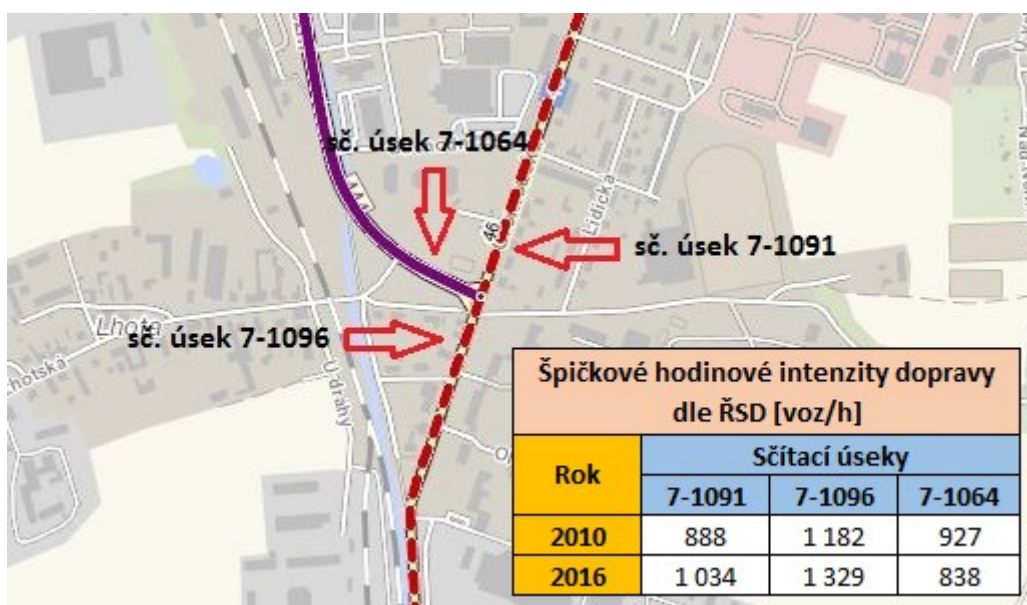 sč. úsek 7-1064
444
46
Lidická
sč. úsek 7-1091
Lhota
sč. úsek 7-1096
U dráhy
Špičkové hodinové intenzity dopravy
dle ŘSD [voz/h]
Rok
Sčítací úseky
7-1091 7-1096 7-1064
2010 888 1 182 927
2016 1 034 1 329 838